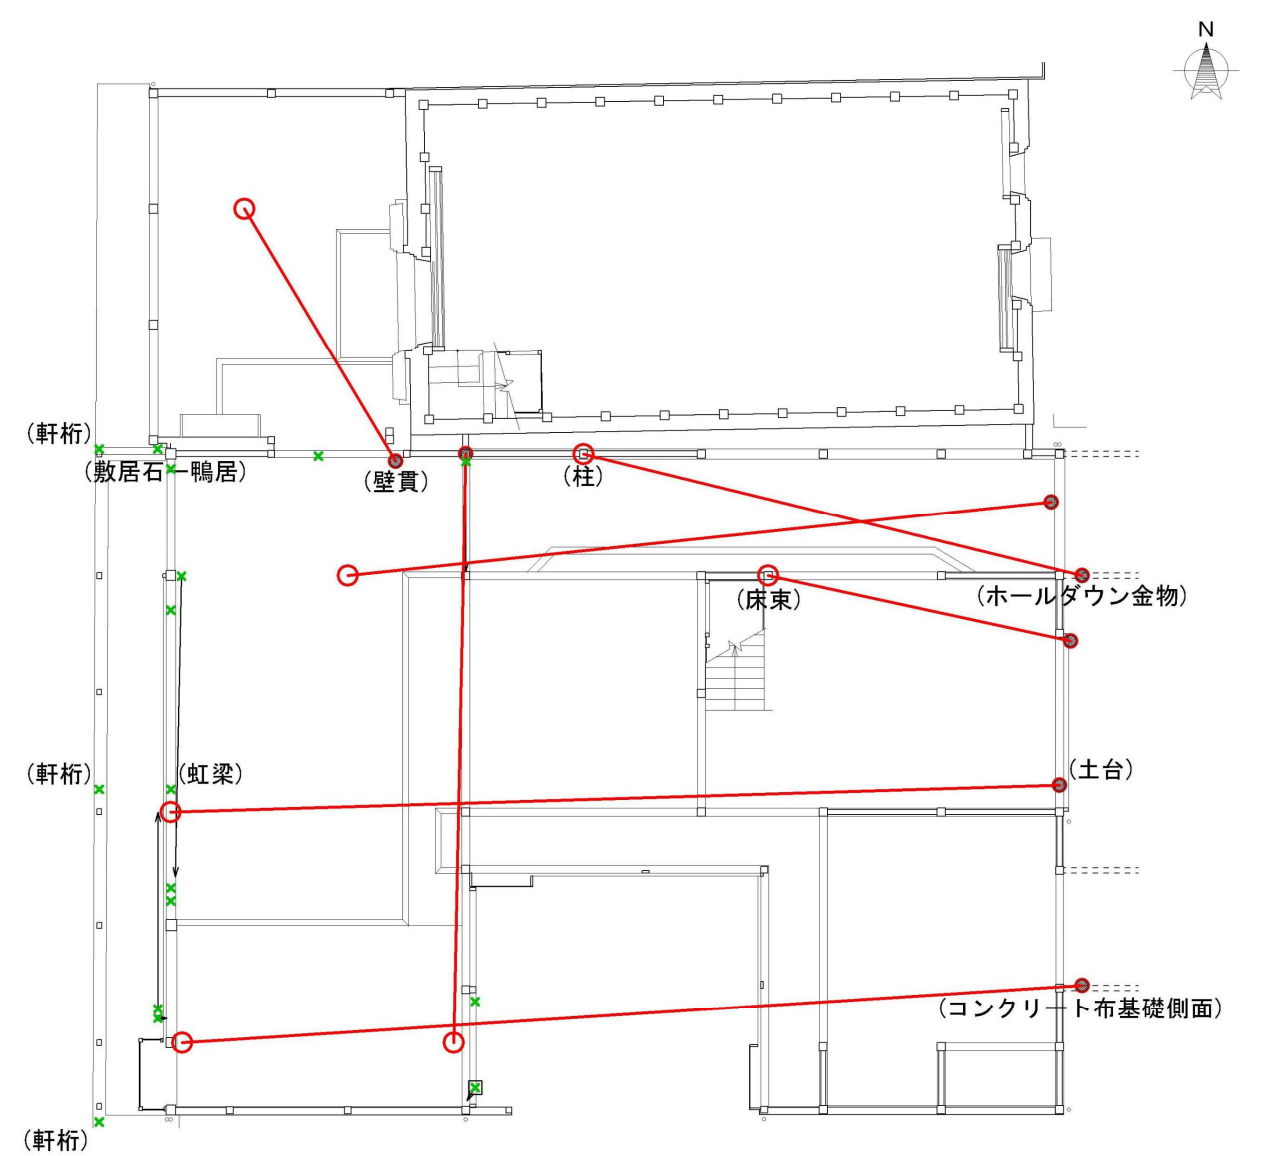 N
(軒桁)
(敷居石ー鴨居)
(壁貫)
(柱)
(床束)
(ホールダウン金物)
(軒桁)
(虹梁)
(土台)
(コンクリート布基礎側面)
(軒桁)